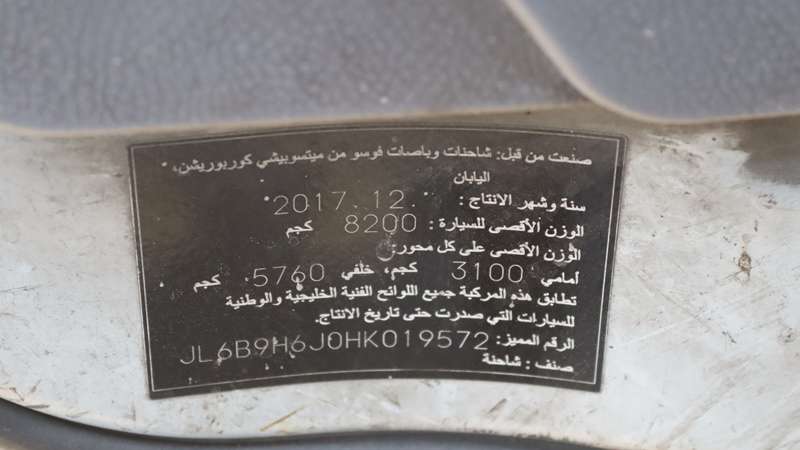 صنعت من قبل: شاحنات وباصات فوسو من ميتسوبيشي كوربوريشن،
اليابان
سنة وشهر الانتاج : 2017.12.
الوزن الأقصى للسيارة : 8200 كجم
الوزن الأقصى على كل محور:
أمامي 3100 كجم، خلفي 5760 كجم
تطابق هذه المركبة جميع اللوائح الفنية الخليجية والوطنية
للسيارات التي صدرت حتى تاريخ الانتاج.
الرقم المميز: JL6B9H6J0HK019572
صنف : شاحنة